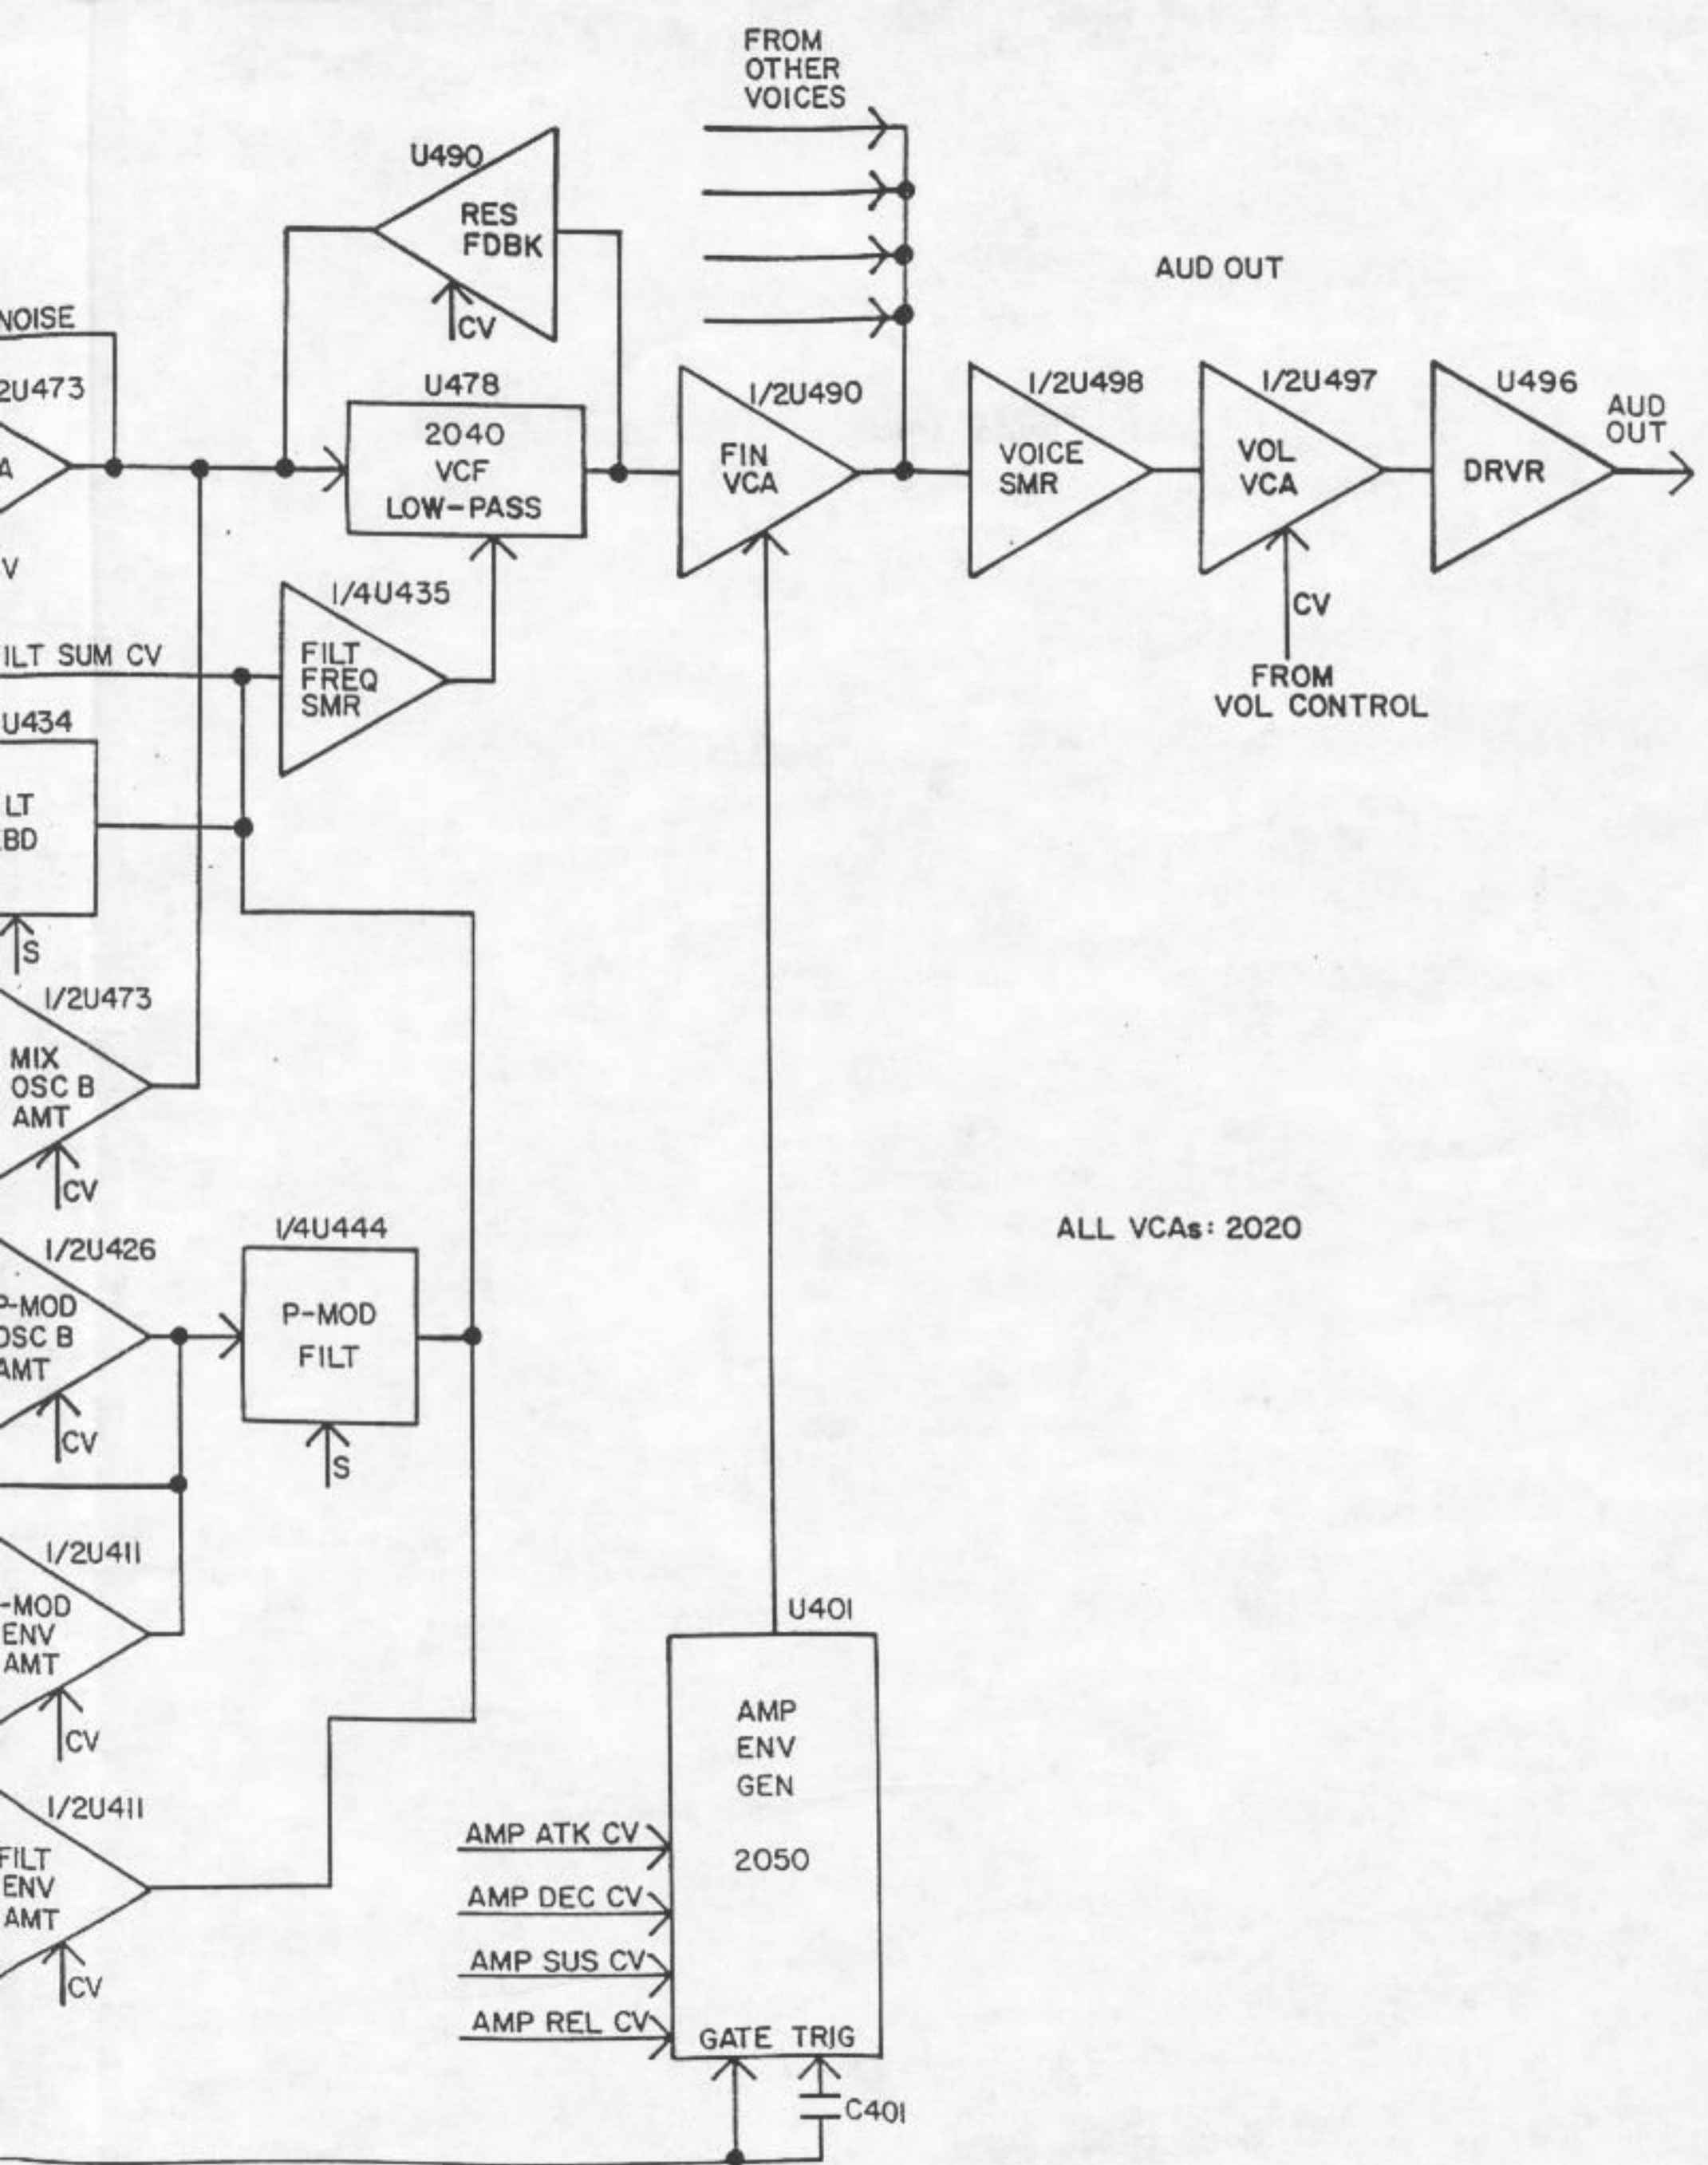 FROM
OTHER
VOICES
U490
RES
FDBK
CV
AUD OUT
NOISE
2U473
A
V
U478
2040
VCF
LOW-PASS
1/2U490
FIN
VCA
1/2U498
VOICE
SMR
1/2U497
VOL
VCA
CV
FROM
VOL CONTROL
U496
DRVR
AUD
OUT
1/4U435
FILT
FREQ
SMR
ILT SUM CV
U434
LT
BD
S
1/2U473
MIX
OSC B
AMT
CV
1/2U426
P-MOD
OSC B
AMT
CV
1/4U444
P-MOD
FILT
S
ALL VCAs: 2020
1/2U411
-MOD
ENV
AMT
CV
1/2U411
FILT
ENV
AMT
CV
U401
AMP
ENV
GEN
2050
AMP ATK CV
AMP DEC CV
AMP SUS CV
AMP REL CV
GATE TRIG
C401